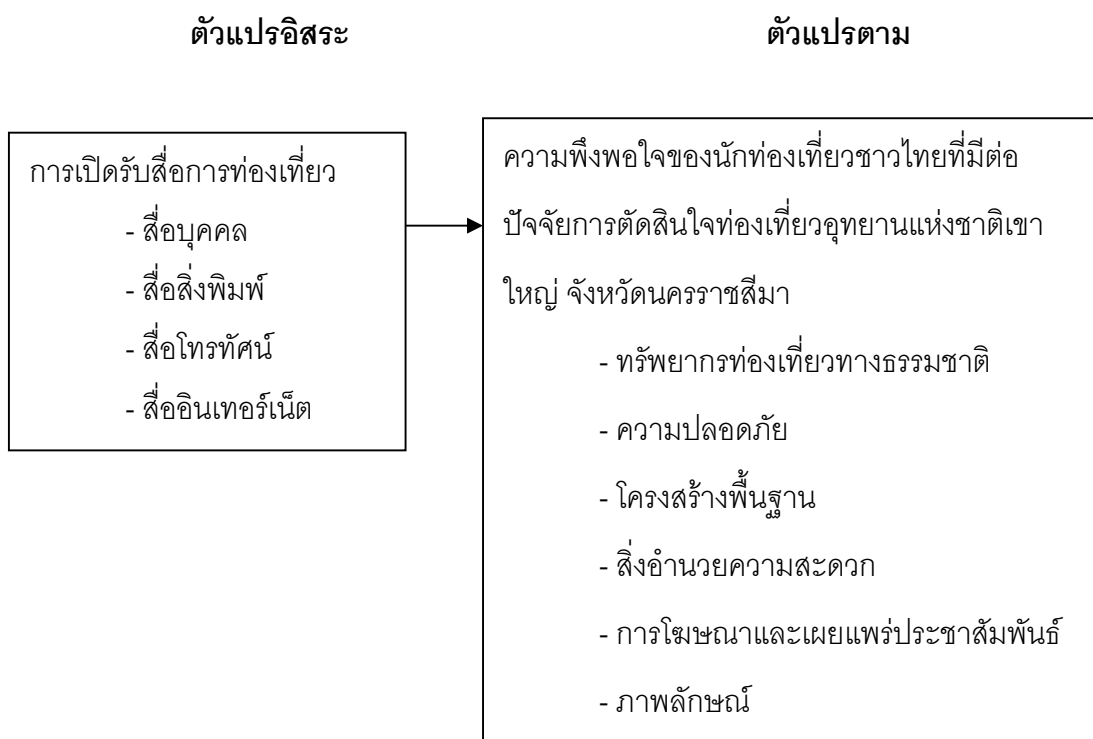 ตัวแปรอิสระ
ตัวแปรตาม
การเปิดรับสื่อการท่องเที่ยว
- สื่อบุคคล
- สื่อสิ่งพิมพ์
- สื่อโทรทัศน์
- สื่ออินเทอร์เน็ต
ความพึงพอใจของนักท่องเที่ยวชาวไทยที่มีต่อ
ปัจจัยการตัดสินใจท่องเที่ยวอุทยานแห่งชาติเขา
ใหญ่ จังหวัดนครราชสีมา
- ทรัพยากรท่องเที่ยวทางธรรมชาติ
- ความปลอดภัย
- โครงสร้างพื้นฐาน
- สิ่งอำนวยความสะดวก
- การโฆษณาและเผยแพร่ประชาสัมพันธ์
- ภาพลักษณ์